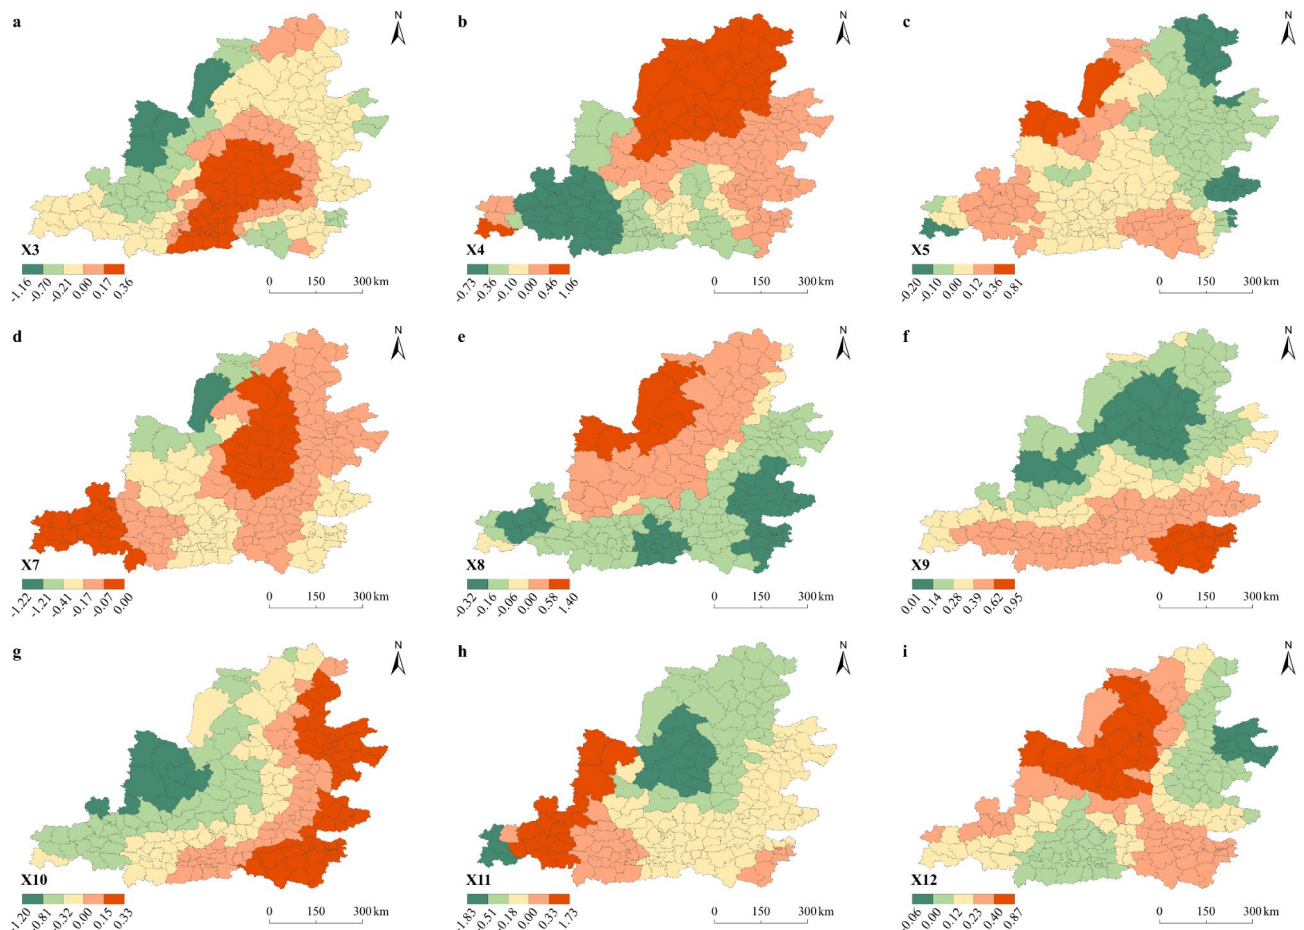 a
N
X3
-1.16
-0.70
-0.21
0.00
0.17
0.36
0 150 300 km
b
N
X4
-0.73
-0.36
-0.10
0.00
0.46
1.06
0 150 300 km
c
N
X5
-0.20
-0.10
0.00
0.12
0.36
0.81
0 150 300 km
d
N
X7
-1.22
-1.21
-0.41
-0.17
-0.07
0.00
0 150 300 km
e
N
X8
-0.32
-0.16
-0.06
0.00
0.58
1.40
0 150 300 km
f
N
X9
0.01
0.14
0.28
0.39
0.62
0.95
0 150 300 km
g
N
X10
-1.20
-0.81
-0.32
0.00
0.15
0.33
0 150 300 km
h
N
X11
-1.83
-0.51
-0.18
0.00
0.33
1.73
0 150 300 km
i
N
X12
-0.06
0.00
0.12
0.23
0.40
0.87
0 150 300 km